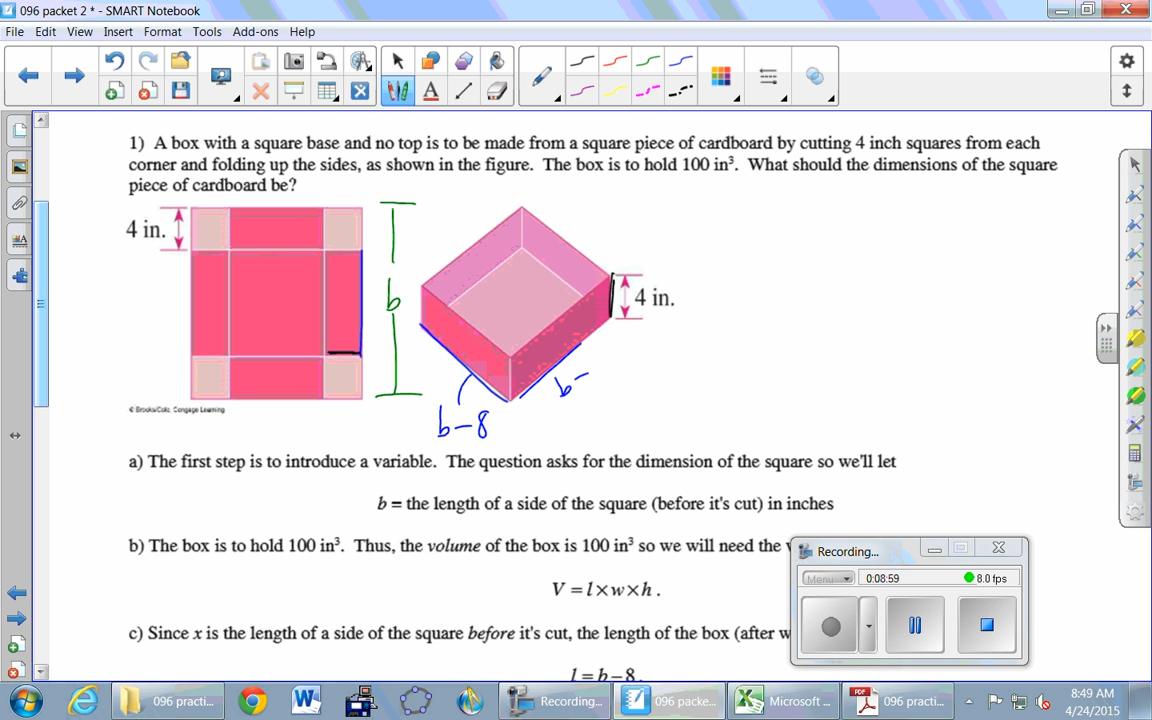 096 packet 2 * - SMART Notebook
File Edit View Insert Format Tools Add-ons Help
1) A box with a square base and no top is to be made from a square piece of cardboard by cutting 4 inch squares from each
corner and folding up the sides, as shown in the figure. The box is to hold 100 in³. What should the dimensions of the square
piece of cardboard be?
4 in.
b
4 in.
b-
b-8
© Brooks/Cole, Cengage Learning
a) The first step is to introduce a variable. The question asks for the dimension of the square so we'll let
b = the length of a side of the square (before it's cut) in inches
b) The box is to hold 100 in³. Thus, the volume of the box is 100 in³ so we will need the
V = l×w×h.
c) Since x is the length of a side of the square before it's cut, the length of the box (after
l = b-8.
Recording...
Menu 0:08:59 8.0 fps
096 practi... Recording... 096 packe... Microsoft ... 096 practi...
8:49 AM
4/24/2015